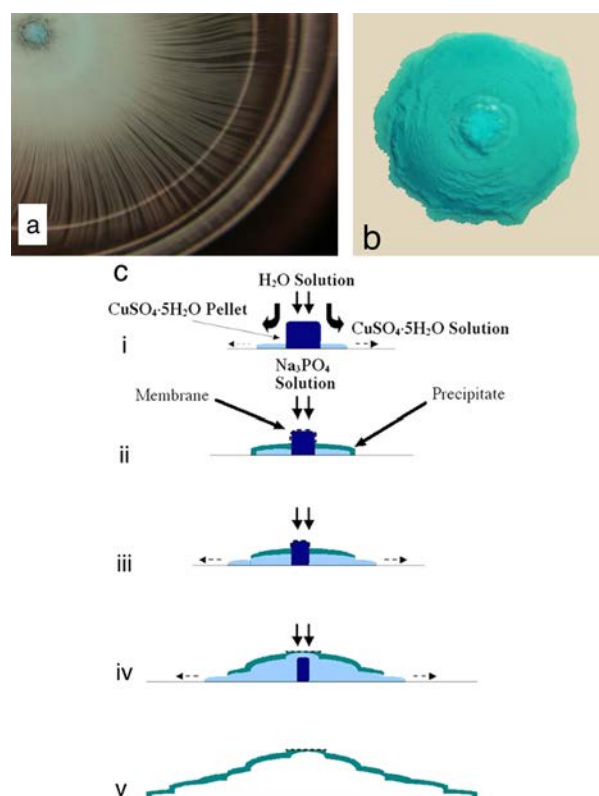 a
b
c
H₂O Solution
CuSO₄·5H₂O Pellet
CuSO₄·5H₂O Solution
i
Na₃PO₄
Solution
Membrane
Precipitate
ii
iii
iv
v